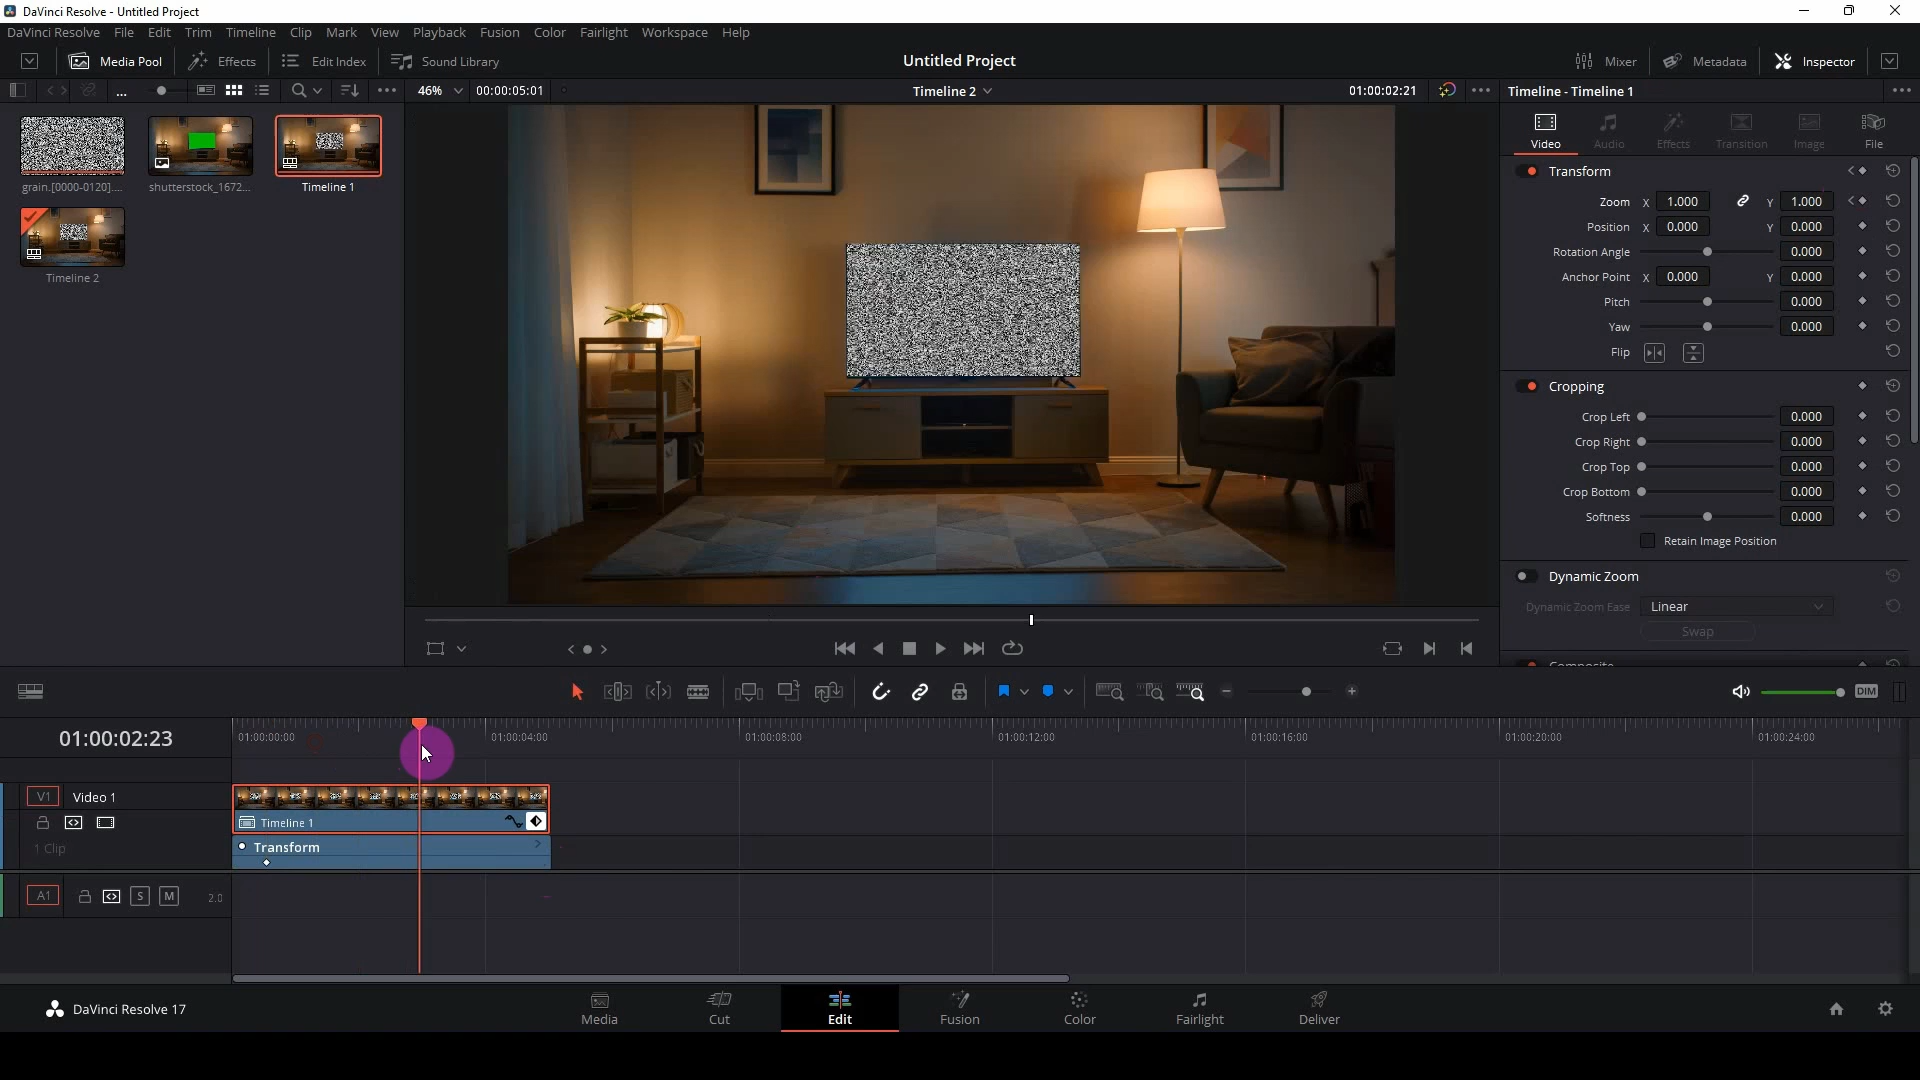 DaVinci Resolve - Untitled Project
DaVinci Resolve File Edit Trim Timeline Clip Mark View Playback Fusion Color Fairlight Workspace Help
Media Pool Effects Edit Index Sound Library Untitled Project Mixer Metadata Inspector
... 46% 00:00:05:01 Timeline 2 01:00:02:21 Timeline - Timeline 1
Video Audio Effects Transition Image File
grain.[0000-0120].... shutterstock_1672... Timeline 1
Timeline 2
Transform
Zoom X 1.000 Y 1.000
Position X 0.000 Y 0.000
Rotation Angle 0.000
Anchor Point X 0.000 Y 0.000
Pitch 0.000
Yaw 0.000
Flip
Cropping
Crop Left 0.000
Crop Right 0.000
Crop Top 0.000
Crop Bottom 0.000
Softness 0.000
Retain Image Position
Dynamic Zoom
Dynamic Zoom Ease Linear
Swap
DIM
01:00:02:23 01:00:00:00 01:00:04:00 01:00:08:00 01:00:12:00 01:00:16:00 01:00:20:00 01:00:24:00
V1 Video 1
Timeline 1
1 Clip
Transform
A1 S M 2.0
DaVinci Resolve 17
Media Cut Edit Fusion Color Fairlight Deliver